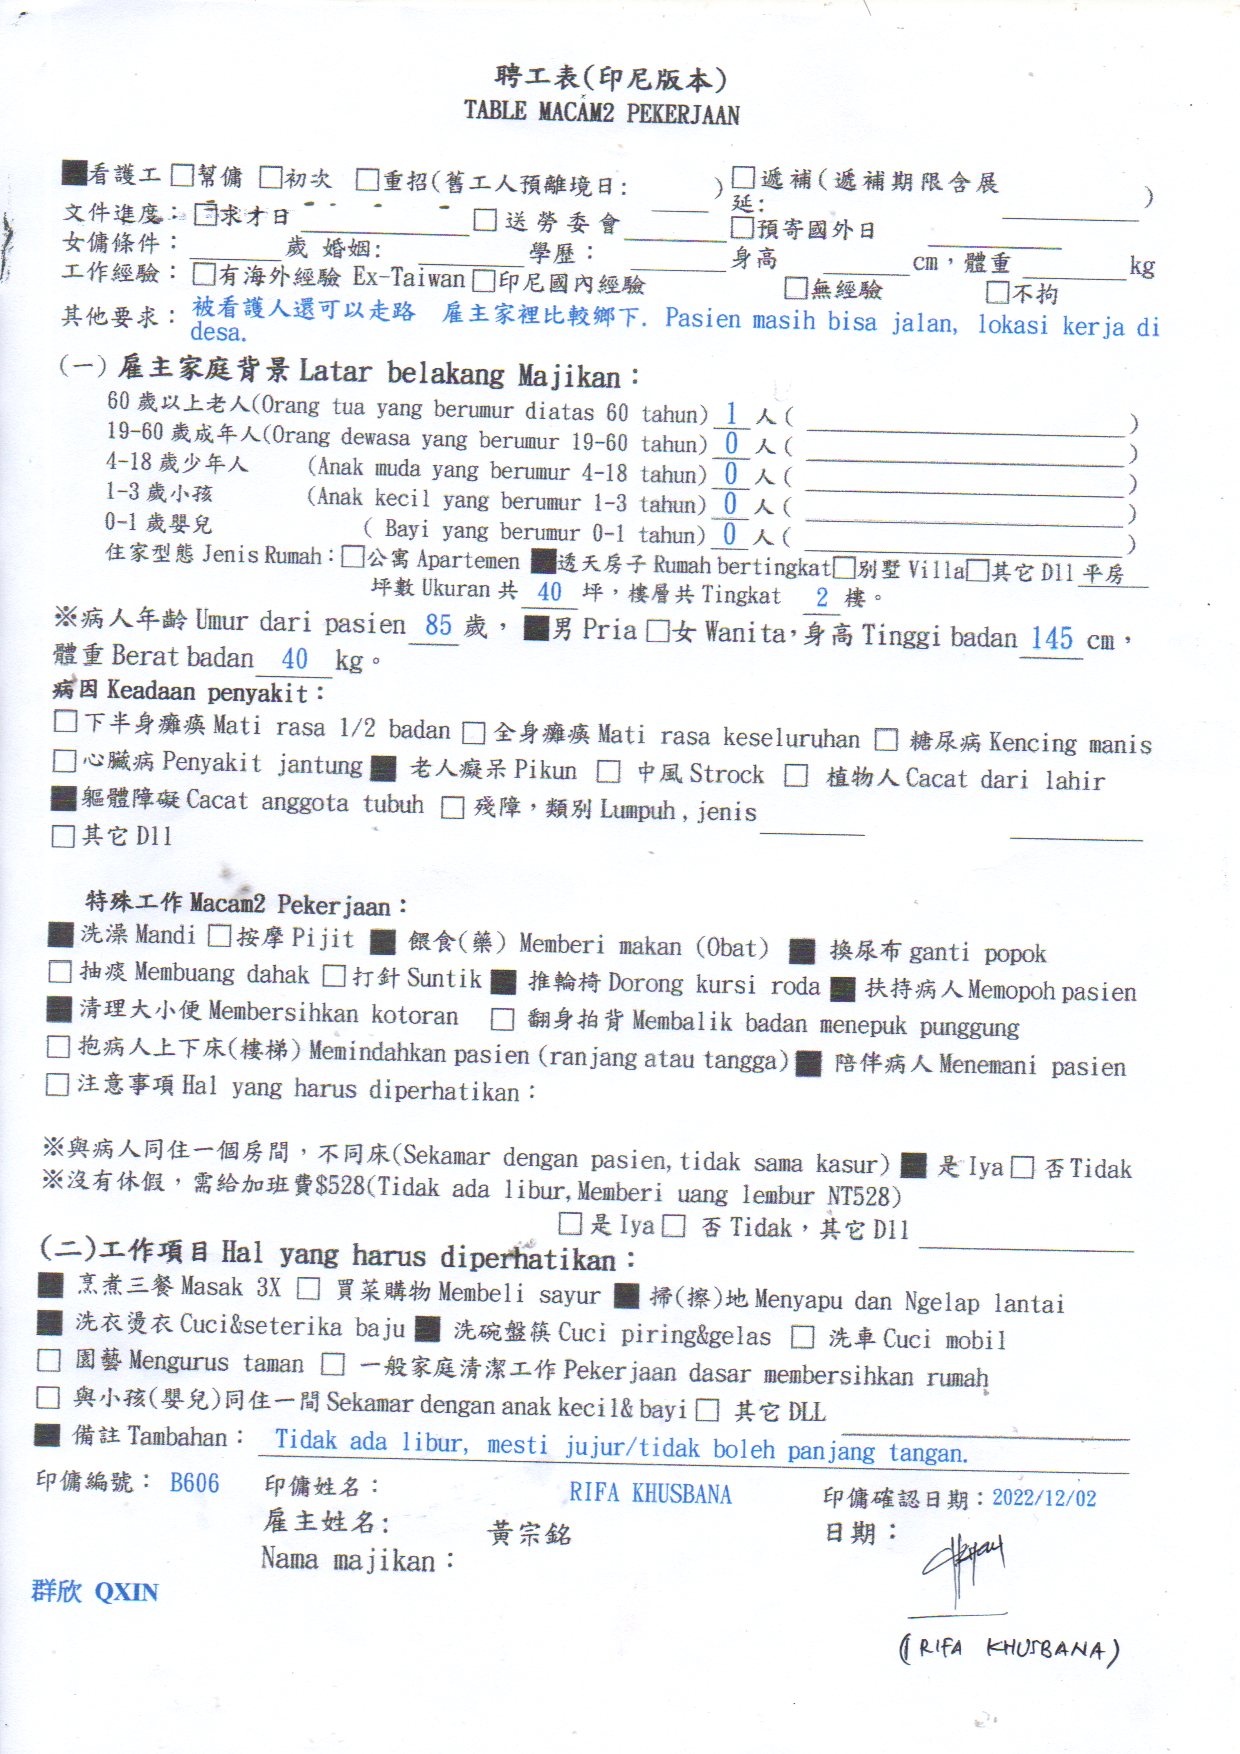 聘工表(印尼版本)
TABLE MACAM2 PEKERJAAN
■看護工 □幫傭 □初次 □重招(舊工人預離境日: ) □遞補(遞補期限含展延: )
文件進度: □求才日 □送勞委會 □預寄國外日
女傭條件: 歲 婚姻: 學歷: 身高 cm,體重 kg
工作經驗: □有海外經驗 Ex-Taiwan □印尼國內經驗 □無經驗 □不拘
其他要求: 被看護人還可以走路 雇主家裡比較鄉下. Pasien masih bisa jalan, lokasi kerja di
desa.
(一) 雇主家庭背景 Latar belakang Majikan:
60 歲以上老人(Orang tua yang berumur diatas 60 tahun) 1 人 ( )
19-60 歲成年人(Orang dewasa yang berumur 19-60 tahun) 0 人 ( )
4-18 歲少年人 (Anak muda yang berumur 4-18 tahun) 0 人 ( )
1-3 歲小孩 (Anak kecil yang berumur 1-3 tahun) 0 人 ( )
0-1 歲嬰兒 ( Bayi yang berumur 0-1 tahun) 0 人 ( )
住家型態 Jenis Rumah: □公寓 Apartemen ■透天房子 Rumah bertingkat □別墅 Villa □其它 Dll 平房
坪數 Ukuran 共 40 坪,樓層共 Tingkat 2 樓。
※病人年齡 Umur dari pasien 85 歲, ■男 Pria □女 Wanita,身高 Tinggi badan 145 cm,
體重 Berat badan 40 kg。
病因 Keadaan penyakit:
□下半身癱瘓 Mati rasa 1/2 badan □ 全身癱瘓 Mati rasa keseluruhan □ 糖尿病 Kencing manis
□心臟病 Penyakit jantung ■ 老人癡呆 Pikun □ 中風 Strock □ 植物人 Cacat dari lahir
■軀體障礙 Cacat anggota tubuh □ 殘障,類別 Lumpuh, jenis
□其它 Dll
特殊工作 Macam2 Pekerjaan:
■洗澡 Mandi □按摩 Pijit ■ 餵食(藥) Memberi makan (Obat) ■ 換尿布 ganti popok
□抽痰 Membuang dahak □打針 Suntik ■ 推輪椅 Dorong kursi roda ■ 扶持病人 Memopoh pasien
■清理大小便 Membersihkan kotoran □ 翻身拍背 Membalik badan menepuk punggung
□抱病人上下床(樓梯) Memindahkan pasien (ranjang atau tangga) ■ 陪伴病人 Menemani pasien
□注意事項 Hal yang harus diperhatikan:
※與病人同住一個房間,不同床(Sekamar dengan pasien, tidak sama kasur) ■ 是 Iya □ 否 Tidak
※沒有休假,需給加班費$528(Tidak ada libur, Memberi uang lembur NT528)
□是 Iya □ 否 Tidak,其它 Dll
(二)工作項目 Hal yang harus diperhatikan:
■ 烹煮三餐 Masak 3X □ 買菜購物 Membeli sayur ■ 掃(擦)地 Menyapu dan Ngelap lantai
■ 洗衣燙衣 Cuci&seterika baju ■ 洗碗盤筷 Cuci piring&gelas □ 洗車 Cuci mobil
□ 園藝 Mengurus taman □ 一般家庭清潔工作 Pekerjaan dasar membersihkan rumah
□ 與小孩(嬰兒)同住一間 Sekamar dengan anak kecil& bayi □ 其它 DLL
■ 備註 Tambahan: Tidak ada libur, mesti jujur/tidak boleh panjang tangan.
印傭編號: B606 印傭姓名: RIFA KHUSBANA 印傭確認日期:2022/12/02
雇主姓名: 黃宗銘 日期:
Nama majikan:
群欣 QXIN
(RIFA KHUSBANA)